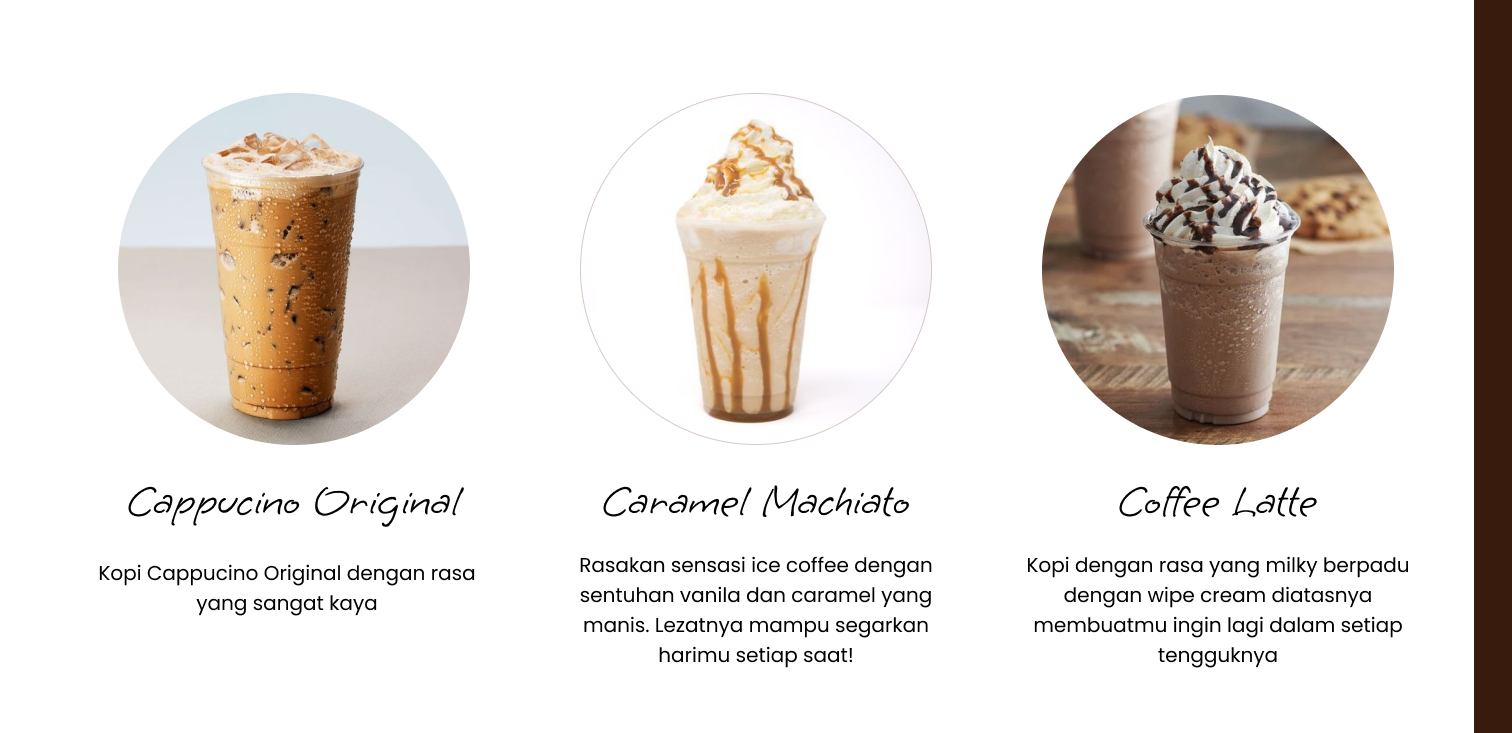 Cappucino Original
Kopi Cappucino Original dengan rasa
yang sangat kaya
Caramel Machiato
Rasakan sensasi ice coffee dengan
sentuhan vanila dan caramel yang
manis. Lezatnya mampu segarkan
harimu setiap saat!
Coffee Latte
Kopi dengan rasa yang milky berpadu
dengan wipe cream diatasnya
membuatmu ingin lagi dalam setiap
tengguknya